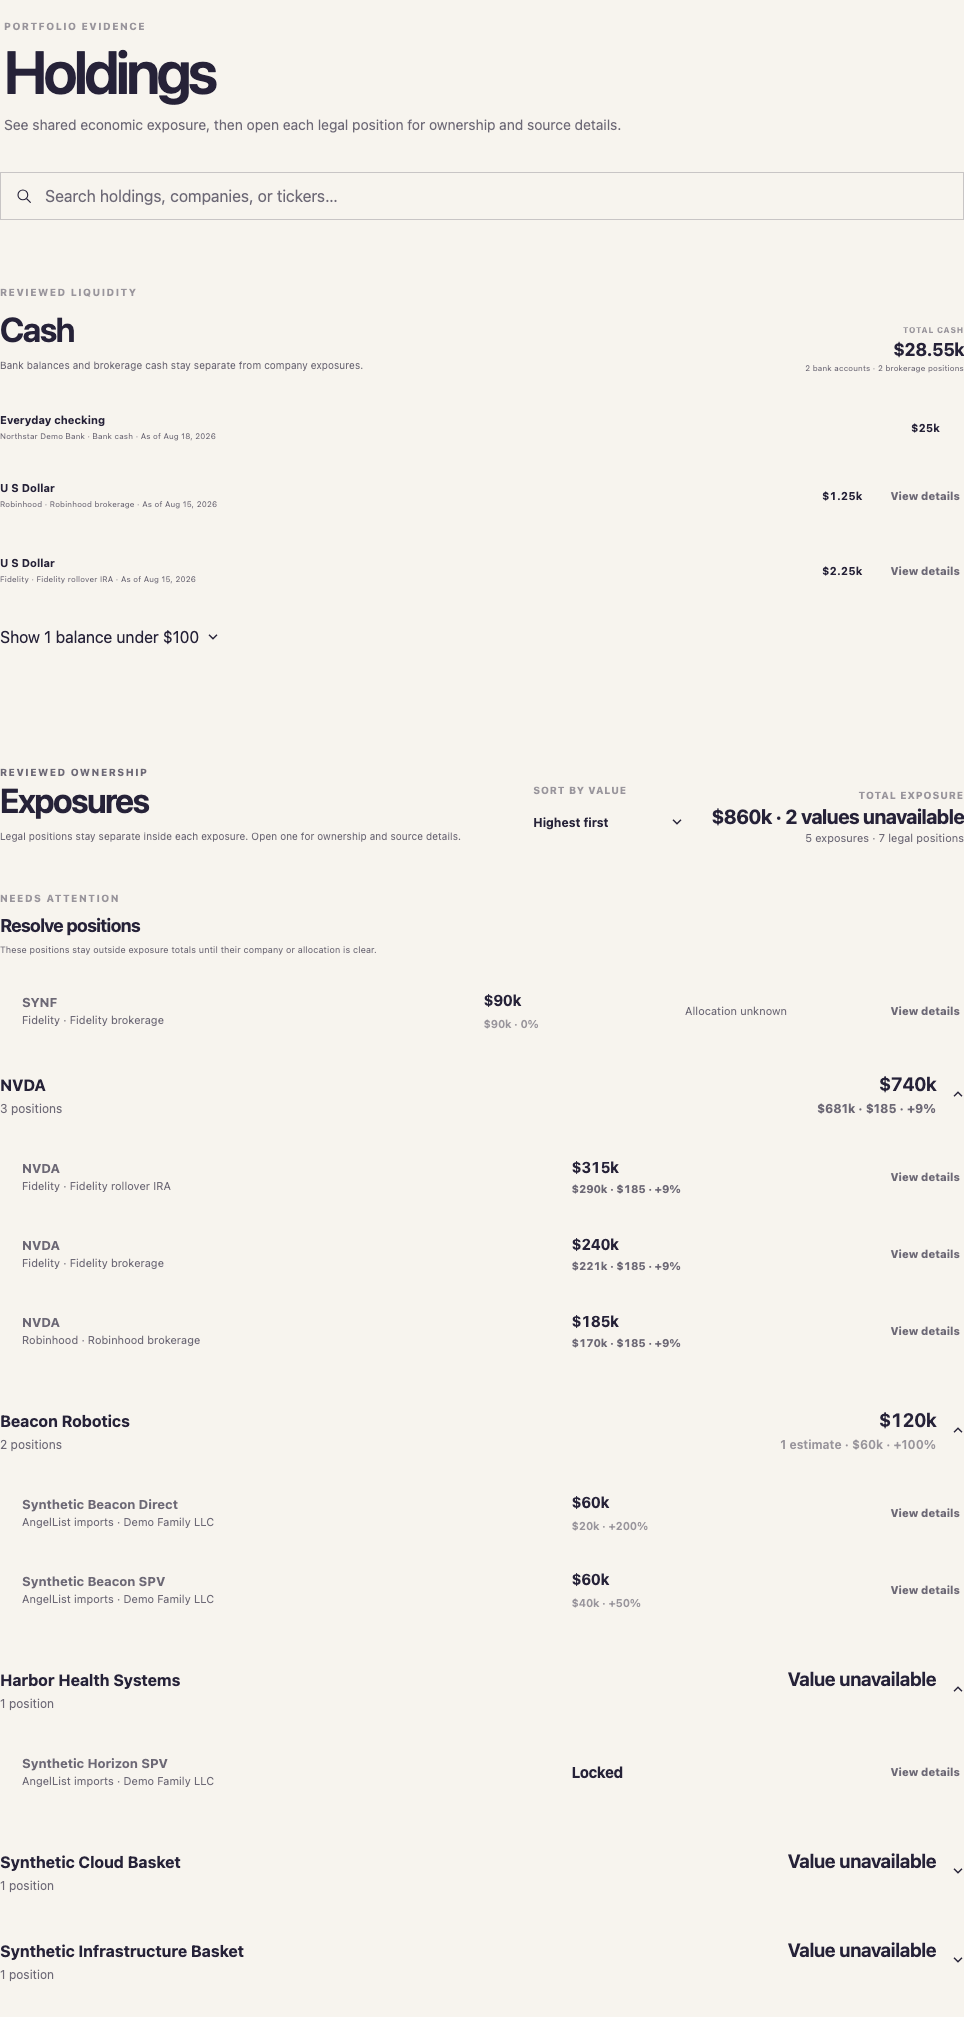 PORTFOLIO EVIDENCE
Holdings
See shared economic exposure, then open each legal position for ownership and source details.
Search holdings, companies, or tickers...
REVIEWED LIQUIDITY
Cash
Bank balances and brokerage cash stay separate from company exposures.
TOTAL CASH
$28.55k
2 bank accounts · 2 brokerage positions
Everyday checking
Northstar Demo Bank · Bank cash · As of Aug 18, 2026
$25k
U S Dollar
Robinhood · Robinhood brokerage · As of Aug 15, 2026
$1.25k View details
U S Dollar
Fidelity · Fidelity rollover IRA · As of Aug 15, 2026
$2.25k View details
Show 1 balance under $100
REVIEWED OWNERSHIP
Exposures
Legal positions stay separate inside each exposure. Open one for ownership and source details.
SORT BY VALUE
Highest first
TOTAL EXPOSURE
$860k · 2 values unavailable
5 exposures · 7 legal positions
NEEDS ATTENTION
Resolve positions
These positions stay outside exposure totals until their company or allocation is clear.
SYNF
Fidelity · Fidelity brokerage
$90k
$90k · 0%
Allocation unknown
View details
NVDA
3 positions
$740k
$681k · $185 · +9%
NVDA
Fidelity · Fidelity rollover IRA
$315k
$290k · $185 · +9%
View details
NVDA
Fidelity · Fidelity brokerage
$240k
$221k · $185 · +9%
View details
NVDA
Robinhood · Robinhood brokerage
$185k
$170k · $185 · +9%
View details
Beacon Robotics
2 positions
$120k
1 estimate · $60k · +100%
Synthetic Beacon Direct
AngelList imports · Demo Family LLC
$60k
$20k · +200%
View details
Synthetic Beacon SPV
AngelList imports · Demo Family LLC
$60k
$40k · +50%
View details
Harbor Health Systems
1 position
Value unavailable
Synthetic Horizon SPV
AngelList imports · Demo Family LLC
Locked
View details
Synthetic Cloud Basket
1 position
Value unavailable
Synthetic Infrastructure Basket
1 position
Value unavailable